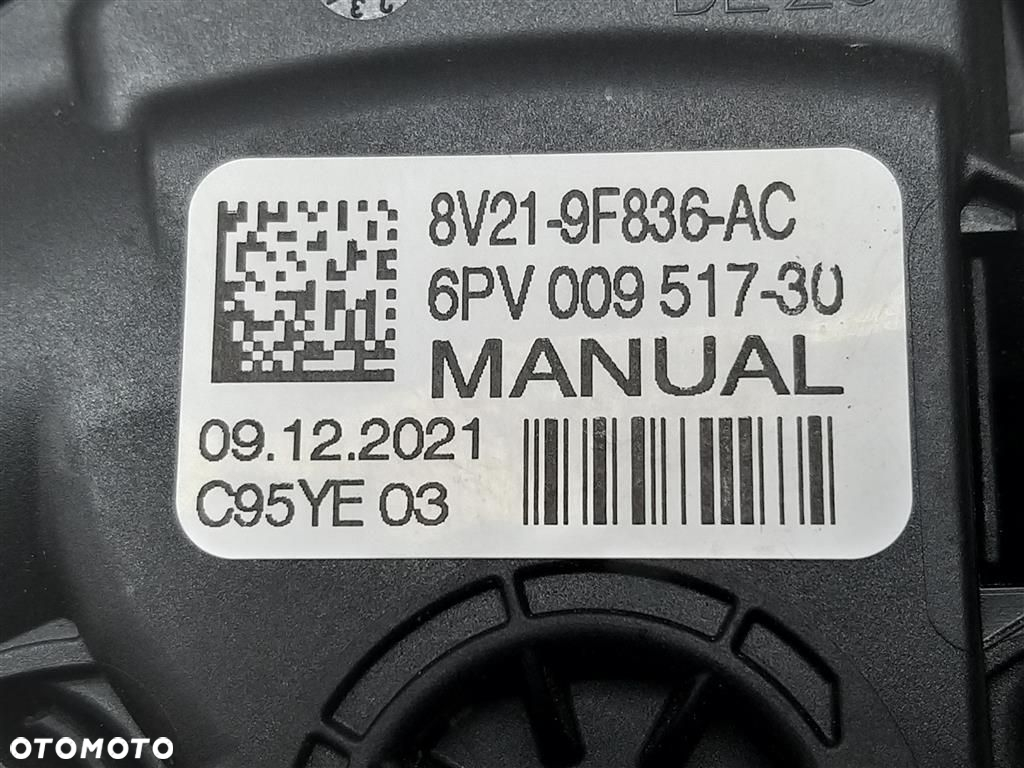 8V21-9F836-AC
6PV 009 517-30
MANUAL
09.12.2021
C95YE 03
OTOMOTO